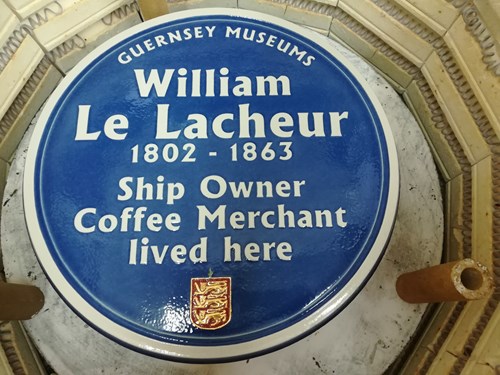 GUERNSEY MUSEUMS
William
Le Lacheur
1802 - 1863
Ship Owner
Coffee Merchant
lived here